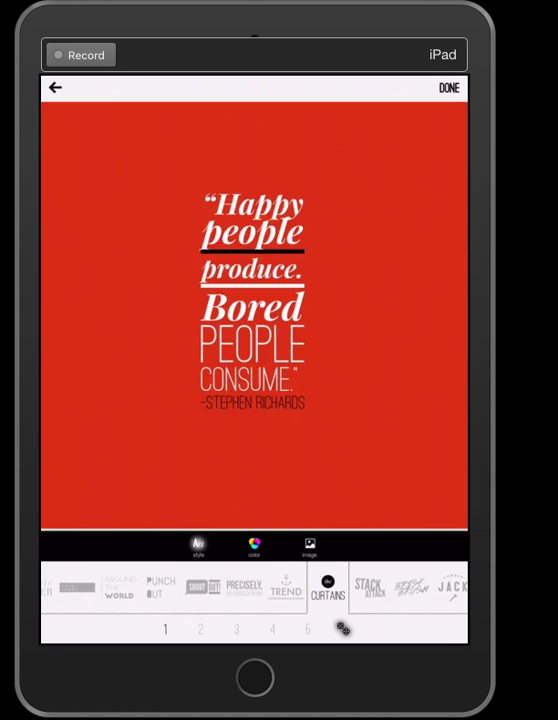 Record
iPad
DONE
“Happy
people
produce.
Bored
PEOPLE
CONSUME.”
-STEPHEN RICHARDS
style
color
image
AROUND
THE
WORLD
PUNCH
OUT
SHOUT OUT!
PRECISELY,
TREND
the
CURTAINS
STACK
ATTACK
JACK
1 2 3 4 5